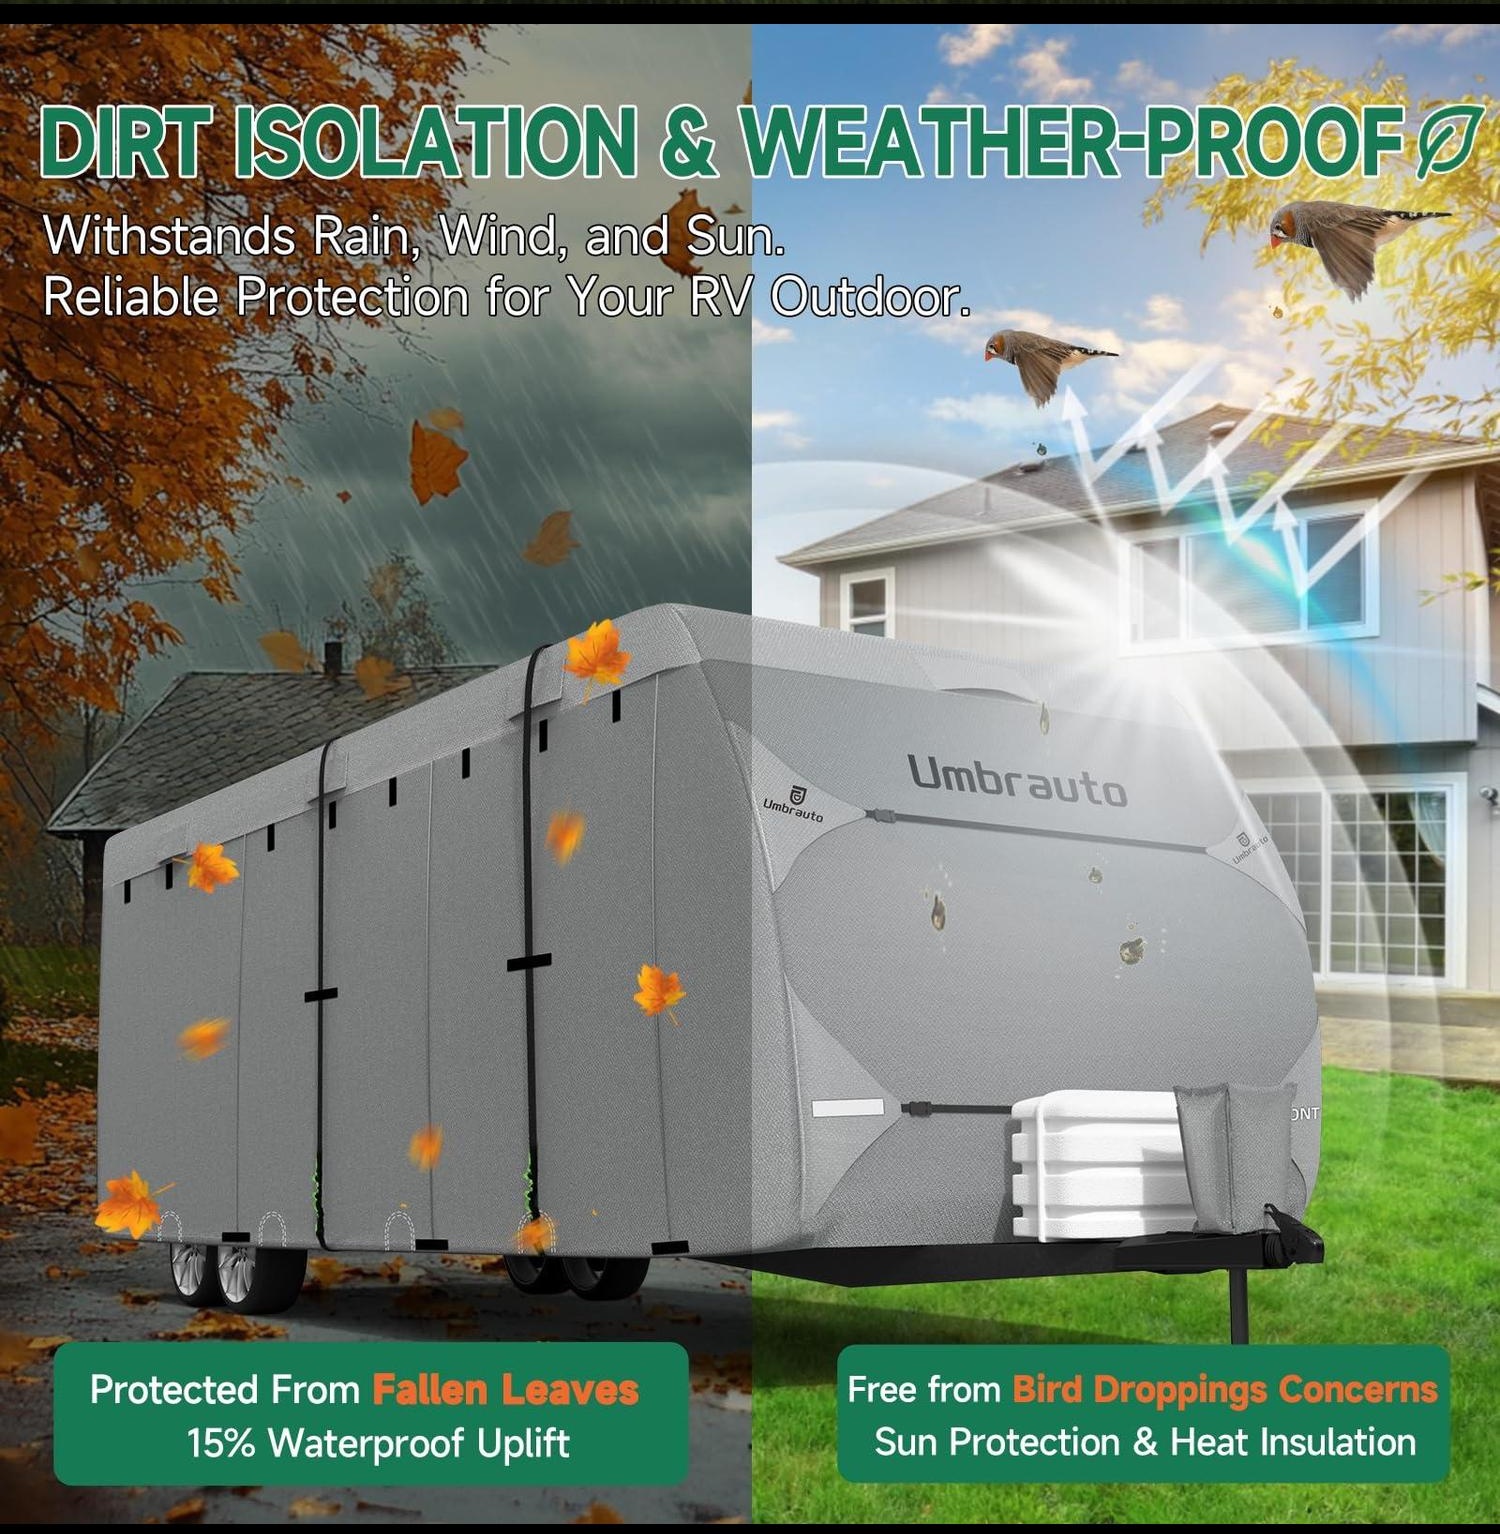 DIRT ISOLATION & WEATHER-PROOF
Withstands Rain, Wind, and Sun.
Reliable Protection for Your RV Outdoor.
Umbrauto
Umbrauto
Umbrauto
ONT
Protected From Fallen Leaves
15% Waterproof Uplift
Free from Bird Droppings Concerns
Sun Protection & Heat Insulation